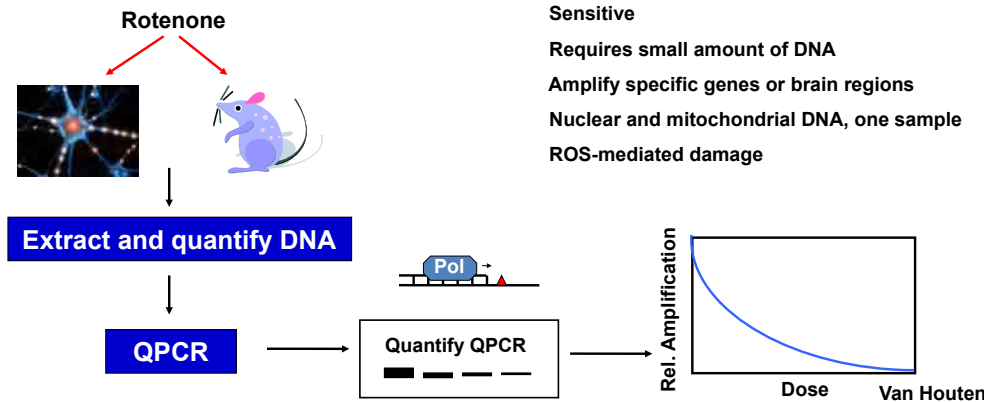 Rotenone
Sensitive
Requires small amount of DNA
Amplify specific genes or brain regions
Nuclear and mitochondrial DNA, one sample
ROS-mediated damage
Extract and quantify DNA
Pol
QPCR
Quantify QPCR
Rel. Amplification
Dose
Van Houten